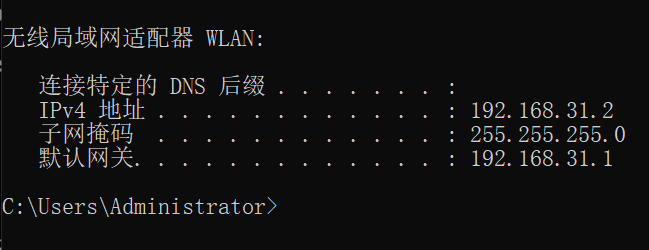 无线局域网适配器 WLAN:
连接特定的 DNS 后缀 . . . . . . . :
IPv4 地址 . . . . . . . . . . . . : 192.168.31.2
子网掩码 . . . . . . . . . . . . : 255.255.255.0
默认网关. . . . . . . . . . . . . : 192.168.31.1
C:\Users\Administrator>